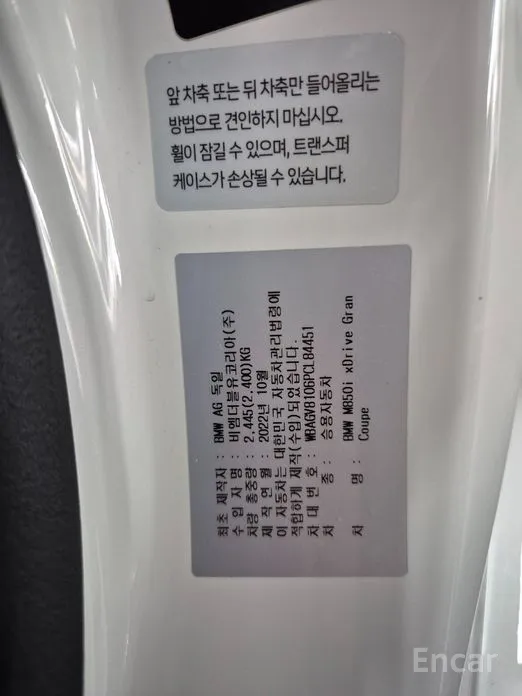 앞 차축 또는 뒤 차축만 들어올리는
방법으로 견인하지 마십시오.
휠이 잠길 수 있으며, 트랜스퍼
케이스가 손상될 수 있습니다.
최초 제작자 : BMW AG 독일
수 입 자 명 : 비엠더블유코리아(주)
차량 총중량 : 2,445(2,400)KG
제 작 연 월 : 2022년 10월
이 자동차는 대한민국 자동차관리법령에
적합하게 제작(수입)되었습니다.
차 대 번 호 : WBAGV8106PCL84451
차 종 : 승용자동차
차 명 : BMW M850i xDrive Gran
Coupe
Encar